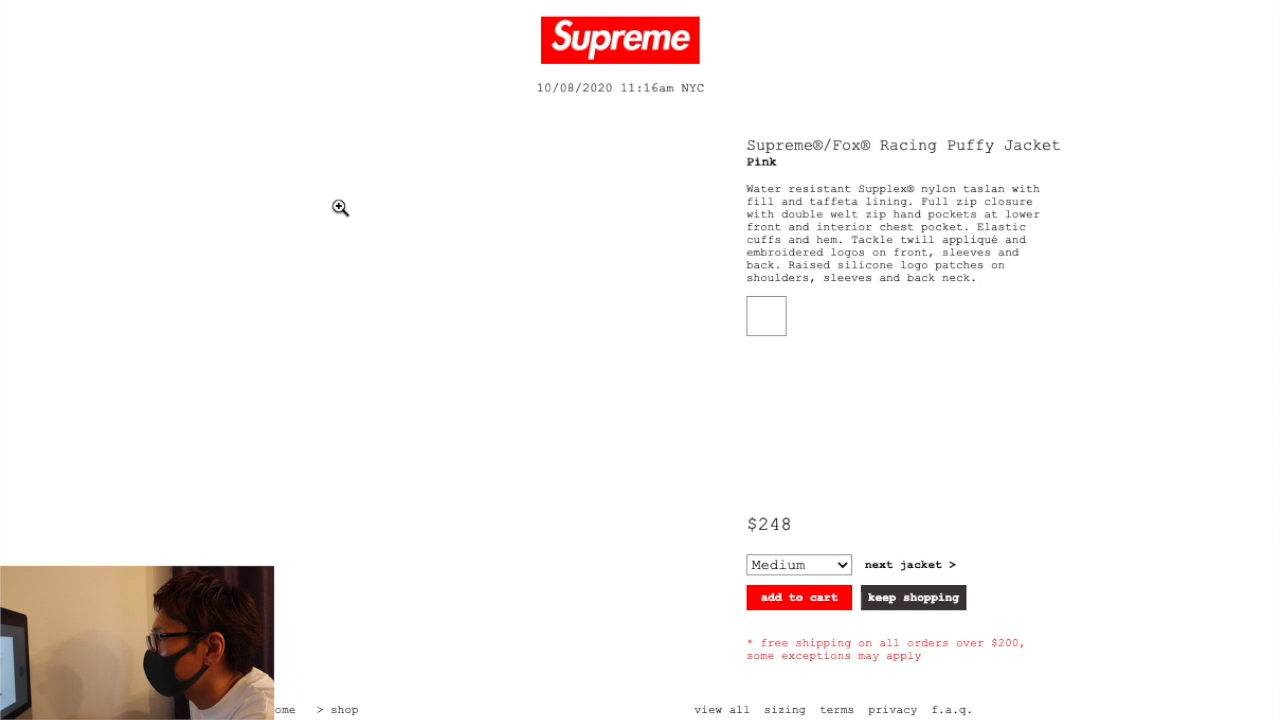 Supreme
10/08/2020 11:16am NYC
Supreme®/Fox® Racing Puffy Jacket
Pink
Water resistant Supplex® nylon taslan with
fill and taffeta lining. Full zip closure
with double welt zip hand pockets at lower
front and interior chest pocket. Elastic
cuffs and hem. Tackle twill appliqué and
embroidered logos on front, sleeves and
back. Raised silicone logo patches on
shoulders, sleeves and back neck.
$248
Medium next jacket >
add to cart keep shopping
* free shipping on all orders over $200,
some exceptions may apply
ome > shop view all sizing terms privacy f.a.q.